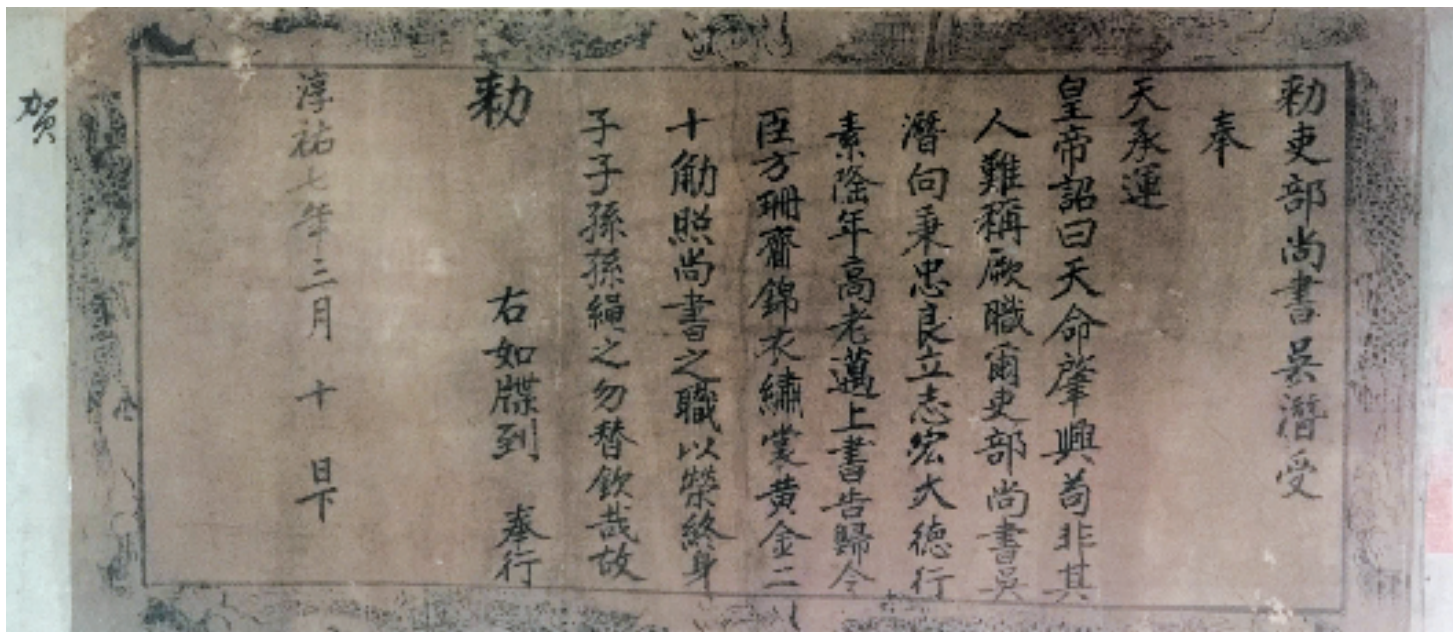 勅吏部尚書吳潛受
奉
天承運
皇帝詔曰天命肇興苟非其
人難稱厥職爾吏部尚書吳
潛向秉忠良立志宏大德行
素隆年高老邁上書告歸今
臣方珊齎錦衣繡裳黄金二
十觔照尚書之職以榮終身
子子孫孫繩之勿替欽哉故
勅
右如牒到 奉行
淳祐七年三月十一日下
賀